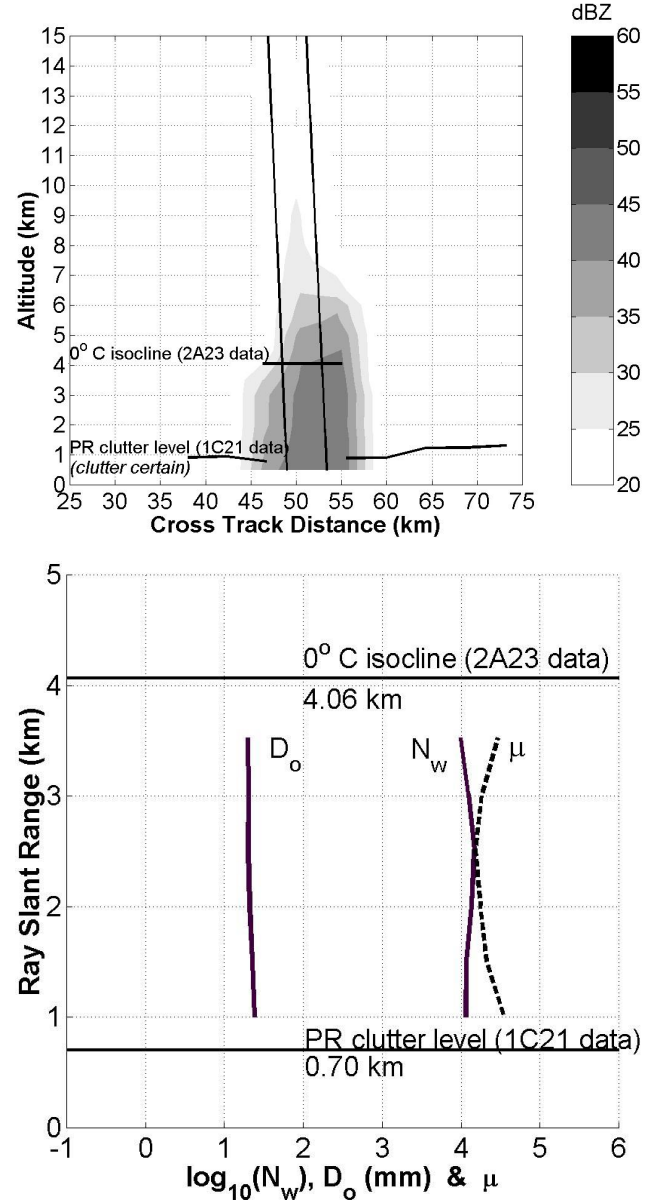 dBZ
15
14
13
12
11
10
9
8
7
6
5
4
3
2
1
0
Altitude (km)
0° C isocline (2A23 data)
PR clutter level (1C21 data)
(clutter certain)
25 30 35 40 45 50 55 60 65 70 75
Cross Track Distance (km)
60
55
50
45
40
35
30
25
20
5
4
3
2
1
0
Ray Slant Range (km)
0° C isocline (2A23 data)
4.06 km
Dₒ N_w μ
PR clutter level (1C21 data)
0.70 km
-1 0 1 2 3 4 5 6
log₁₀(N_w), Dₒ (mm) & μ